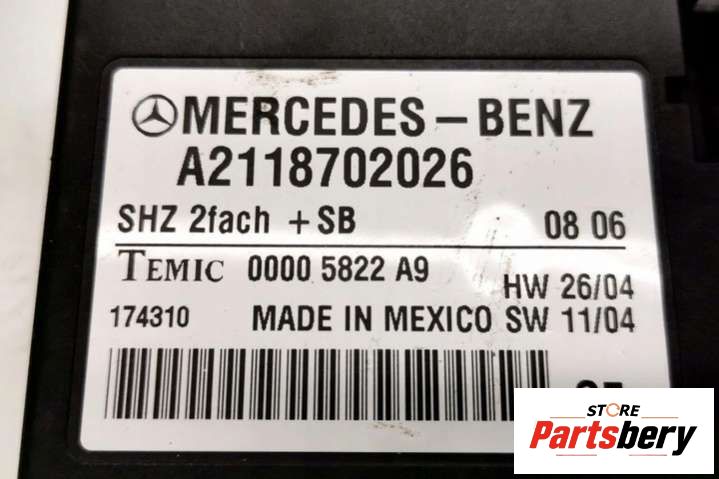 MERCEDES-BENZ
A2118702026
SHZ 2fach +SB 08 06
TEMIC 0000 5822 A9 HW 26/04
174310 MADE IN MEXICO SW 11/04
STORE
Partsbery